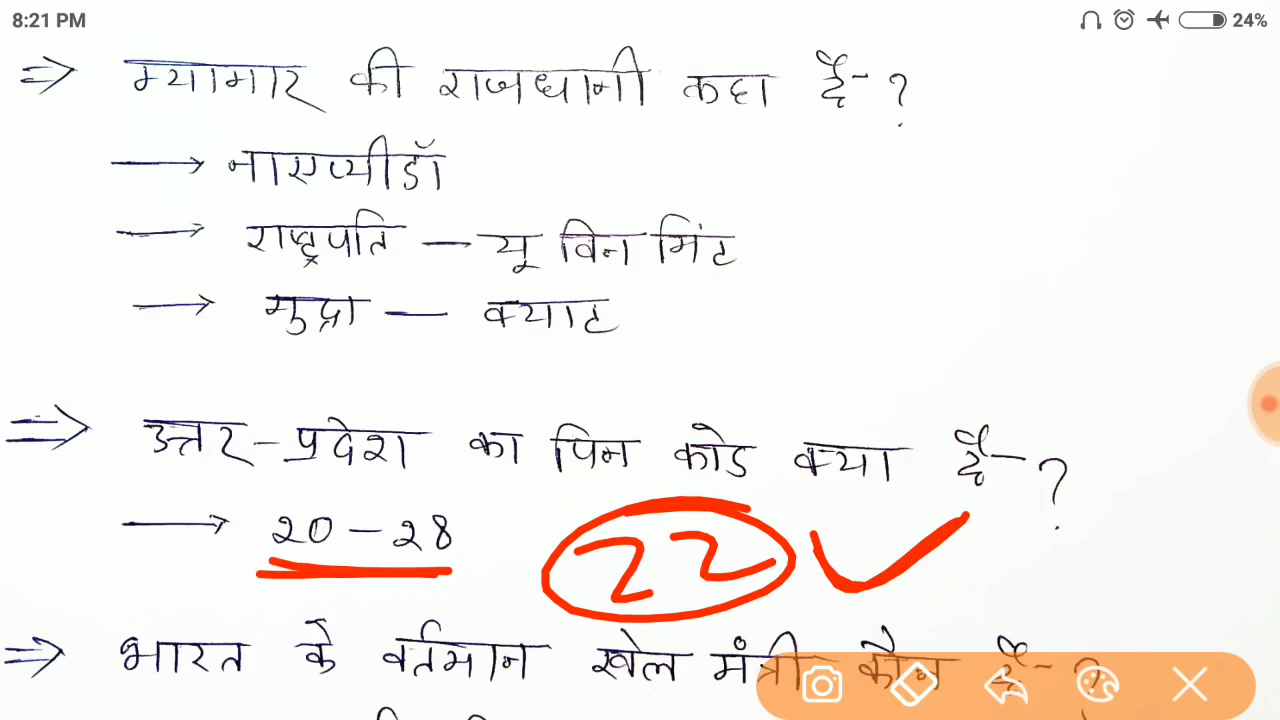 8:21 PM 24%
⇒ म्यामार की राजधानी कहा है-?
→ नाएप्यीडॉ
→ राष्ट्रपति – यू विन मिंट
→ मुद्रा – क्याट
⇒ उत्तर-प्रदेश का पिन कोड क्या है-?
→ 20-28 22
⇒ भारत के वर्तमान खेल मंत्री कौन है-?